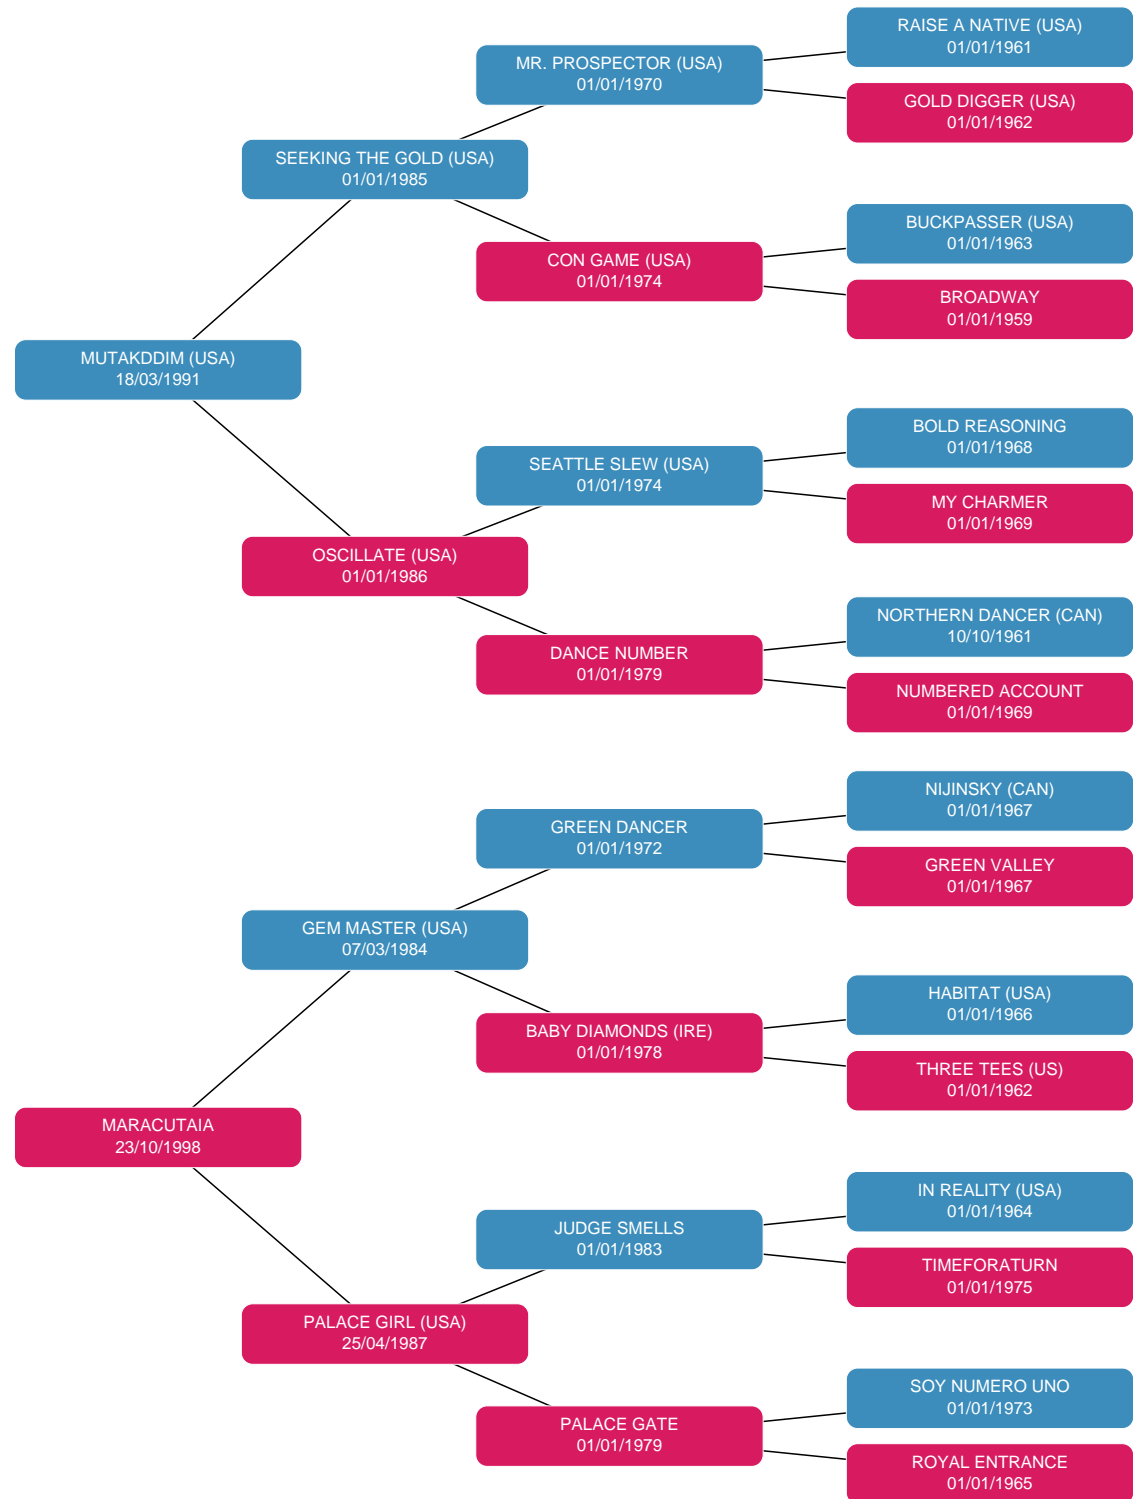 RAISE A NATIVE (USA)
01/01/1961
MR. PROSPECTOR (USA)
01/01/1970
GOLD DIGGER (USA)
01/01/1962
SEEKING THE GOLD (USA)
01/01/1985
BUCKPASSER (USA)
01/01/1963
CON GAME (USA)
01/01/1974
BROADWAY
01/01/1959
MUTAKDDIM (USA)
18/03/1991
BOLD REASONING
01/01/1968
SEATTLE SLEW (USA)
01/01/1974
MY CHARMER
01/01/1969
OSCILLATE (USA)
01/01/1986
NORTHERN DANCER (CAN)
10/10/1961
DANCE NUMBER
01/01/1979
NUMBERED ACCOUNT
01/01/1969
NIJINSKY (CAN)
01/01/1967
GREEN DANCER
01/01/1972
GREEN VALLEY
01/01/1967
GEM MASTER (USA)
07/03/1984
HABITAT (USA)
01/01/1966
BABY DIAMONDS (IRE)
01/01/1978
THREE TEES (US)
01/01/1962
MARACUTAIA
23/10/1998
IN REALITY (USA)
01/01/1964
JUDGE SMELLS
01/01/1983
TIMEFORATURN
01/01/1975
PALACE GIRL (USA)
25/04/1987
SOY NUMERO UNO
01/01/1973
PALACE GATE
01/01/1979
ROYAL ENTRANCE
01/01/1965